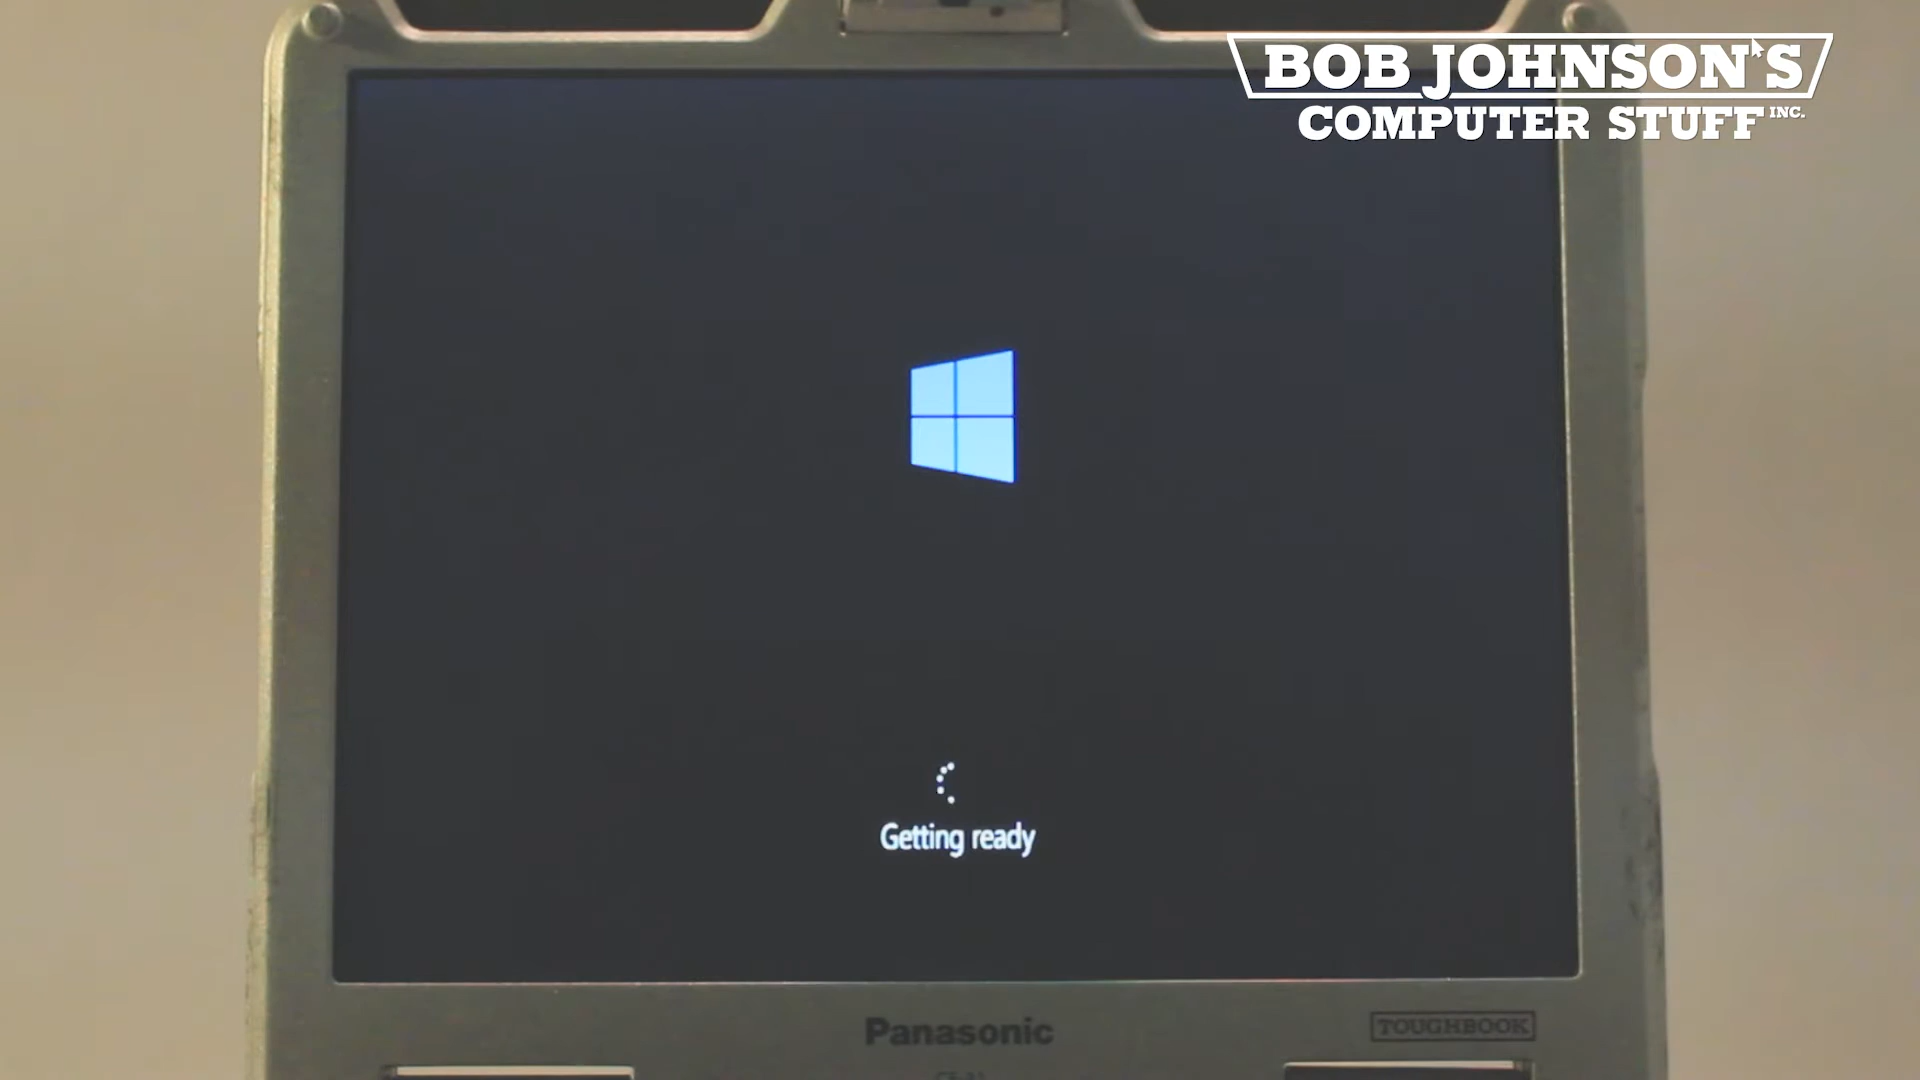 BOB JOHNSON'S
COMPUTER STUFF INC.
Getting ready
Panasonic
TOUGHBOOK